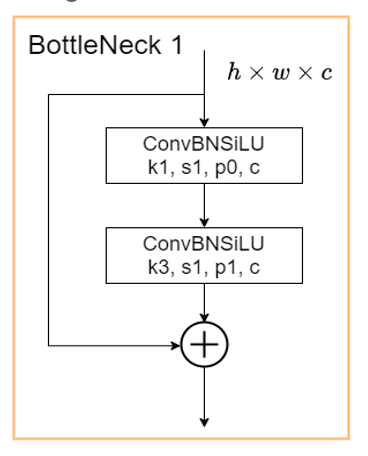 BottleNeck 1
h × w × c
ConvBNSiLU
k1, s1, p0, c
ConvBNSiLU
k3, s1, p1, c